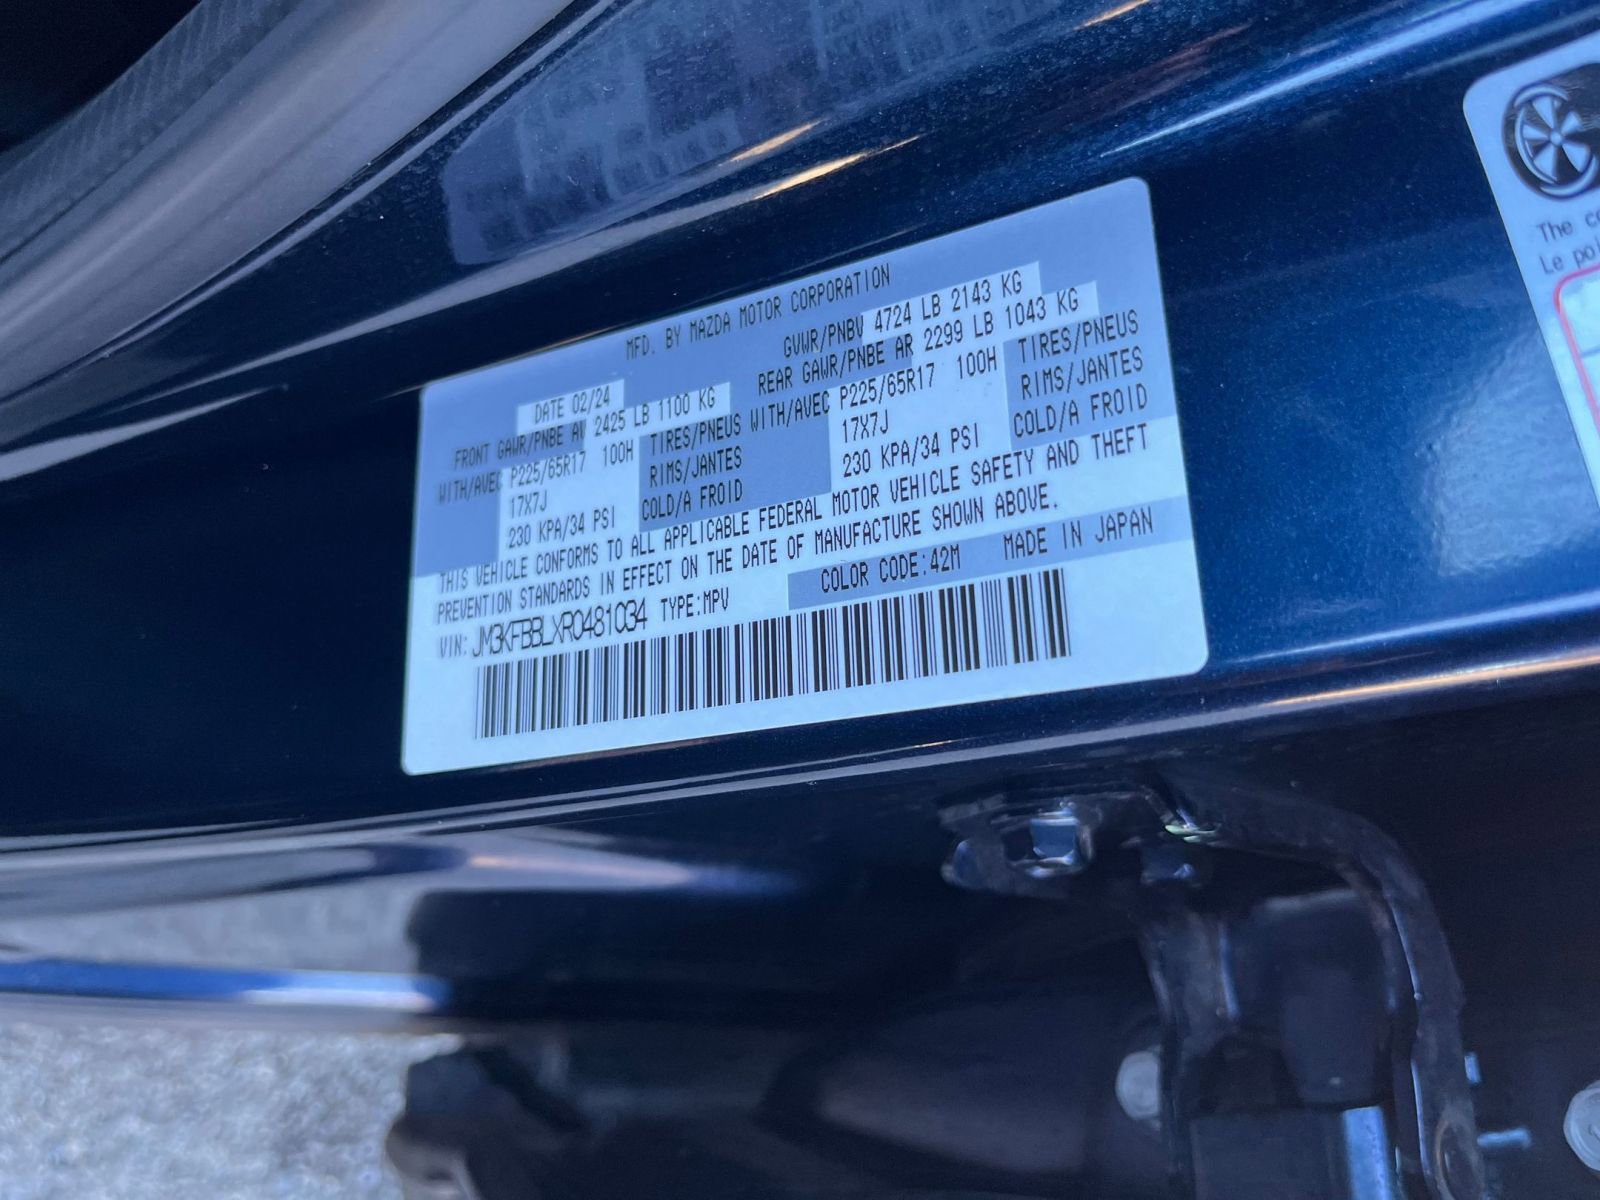 MFD. BY MAZDA MOTOR CORPORATION
DATE 02/24 GVWR/PNBV 4724 LB 2143 KG
FRONT GAWR/PNBE AV 2425 LB 1100 KG REAR GAWR/PNBE AR 2299 LB 1043 KG
WITH/AVEC P225/65R17 100H TIRES/PNEUS WITH/AVEC P225/65R17 100H TIRES/PNEUS
17X7J RIMS/JANTES 17X7J RIMS/JANTES
230 KPA/34 PSI COLD/A FROID 230 KPA/34 PSI COLD/A FROID
THIS VEHICLE CONFORMS TO ALL APPLICABLE FEDERAL MOTOR VEHICLE SAFETY AND THEFT
PREVENTION STANDARDS IN EFFECT ON THE DATE OF MANUFACTURE SHOWN ABOVE.
VIN: JM3KFBBLXR0481034 TYPE:MPV COLOR CODE:42M MADE IN JAPAN
The
Le